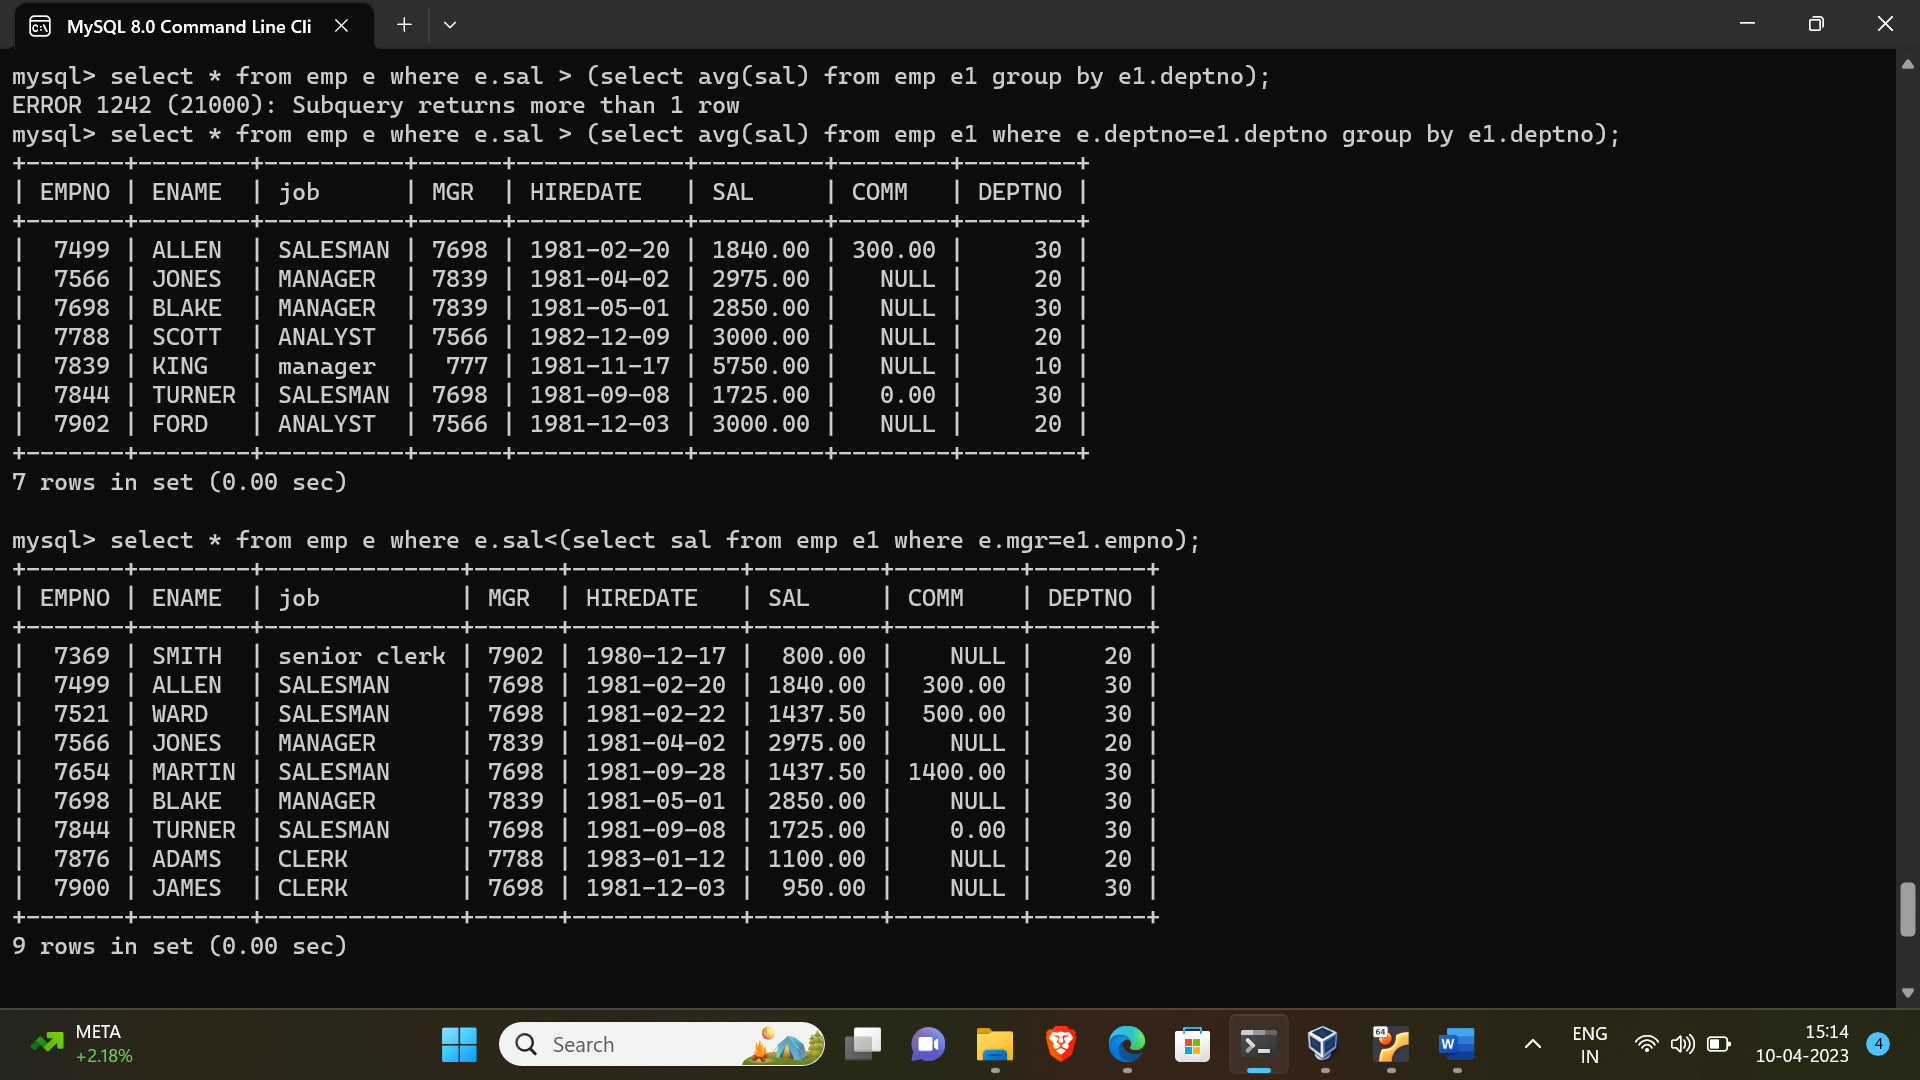 MySQL 8.0 Command Line Cli
mysql> select * from emp e where e.sal > (select avg(sal) from emp e1 group by e1.deptno);
ERROR 1242 (21000): Subquery returns more than 1 row
mysql> select * from emp e where e.sal > (select avg(sal) from emp e1 where e.deptno=e1.deptno group by e1.deptno);
+-------+--------+----------+------+------------+---------+--------+--------+
| EMPNO | ENAME  | job      | MGR  | HIREDATE   | SAL     | COMM   | DEPTNO |
+-------+--------+----------+------+------------+---------+--------+--------+
|  7499 | ALLEN  | SALESMAN | 7698 | 1981-02-20 | 1840.00 | 300.00 |     30 |
|  7566 | JONES  | MANAGER  | 7839 | 1981-04-02 | 2975.00 |   NULL |     20 |
|  7698 | BLAKE  | MANAGER  | 7839 | 1981-05-01 | 2850.00 |   NULL |     30 |
|  7788 | SCOTT  | ANALYST  | 7566 | 1982-12-09 | 3000.00 |   NULL |     20 |
|  7839 | KING   | manager  |  777 | 1981-11-17 | 5750.00 |   NULL |     10 |
|  7844 | TURNER | SALESMAN | 7698 | 1981-09-08 | 1725.00 |   0.00 |     30 |
|  7902 | FORD   | ANALYST  | 7566 | 1981-12-03 | 3000.00 |   NULL |     20 |
+-------+--------+----------+------+------------+---------+--------+--------+
7 rows in set (0.00 sec)
mysql> select * from emp e where e.sal<(select sal from emp e1 where e.mgr=e1.empno);
+-------+--------+--------------+------+------------+---------+---------+--------+
| EMPNO | ENAME  | job          | MGR  | HIREDATE   | SAL     | COMM    | DEPTNO |
+-------+--------+--------------+------+------------+---------+---------+--------+
|  7369 | SMITH  | senior clerk | 7902 | 1980-12-17 |  800.00 |    NULL |     20 |
|  7499 | ALLEN  | SALESMAN     | 7698 | 1981-02-20 | 1840.00 |  300.00 |     30 |
|  7521 | WARD   | SALESMAN     | 7698 | 1981-02-22 | 1437.50 |  500.00 |     30 |
|  7566 | JONES  | MANAGER      | 7839 | 1981-04-02 | 2975.00 |    NULL |     20 |
|  7654 | MARTIN | SALESMAN     | 7698 | 1981-09-28 | 1437.50 | 1400.00 |     30 |
|  7698 | BLAKE  | MANAGER      | 7839 | 1981-05-01 | 2850.00 |    NULL |     30 |
|  7844 | TURNER | SALESMAN     | 7698 | 1981-09-08 | 1725.00 |    0.00 |     30 |
|  7876 | ADAMS  | CLERK        | 7788 | 1983-01-12 | 1100.00 |    NULL |     20 |
|  7900 | JAMES  | CLERK        | 7698 | 1981-12-03 |  950.00 |    NULL |     30 |
+-------+--------+--------------+------+------------+---------+---------+--------+
9 rows in set (0.00 sec)
META
+2.18%
Search
64
W
ENG
IN
15:14
10-04-2023
4